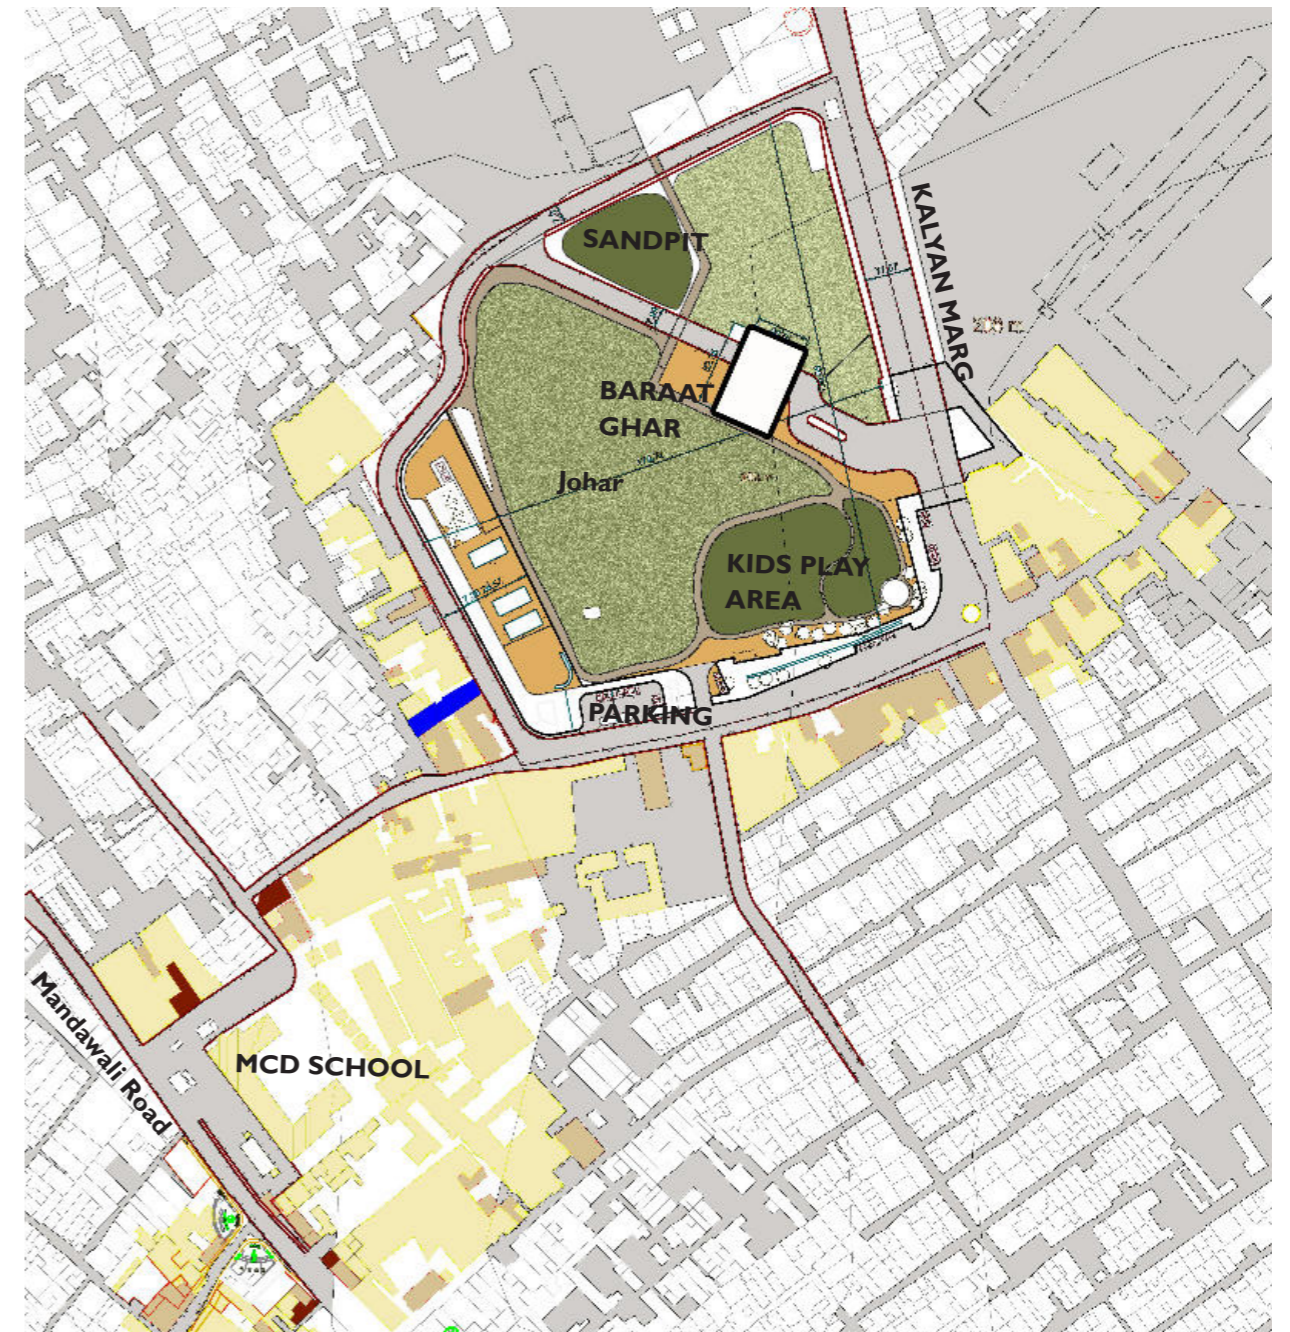 SANDPIT
KALYAN MARG
BARAAT
GHAR
Johar
KIDS PLAY
AREA
PARKING
Mandawali Road
MCD SCHOOL